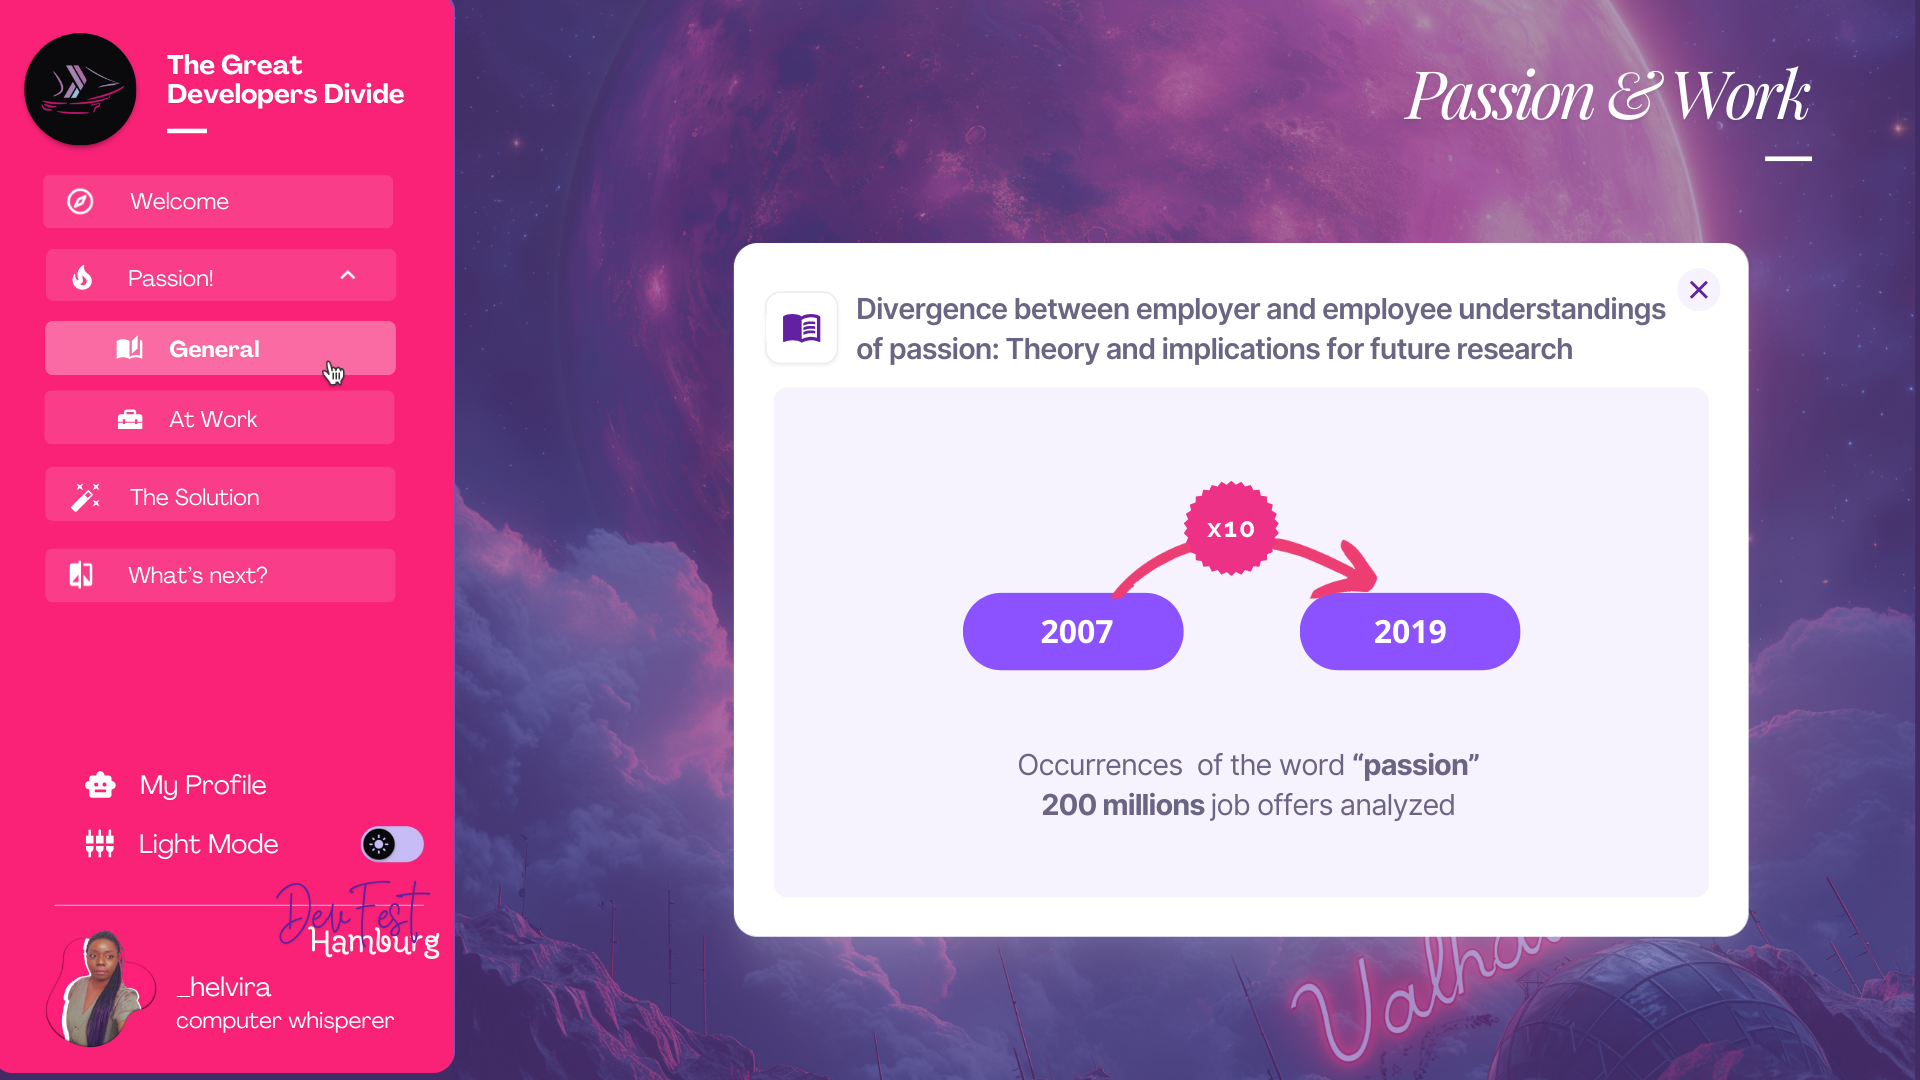 The Great
Developers Divide
Welcome
Passion!
General
At Work
The Solution
What's next?
My Profile
Light Mode
DevFest
Hamburg
_helvira
computer whisperer
Passion & Work
Divergence between employer and employee understandings
of passion: Theory and implications for future research
x10
2007
2019
Occurrences of the word “passion”
200 millions job offers analyzed